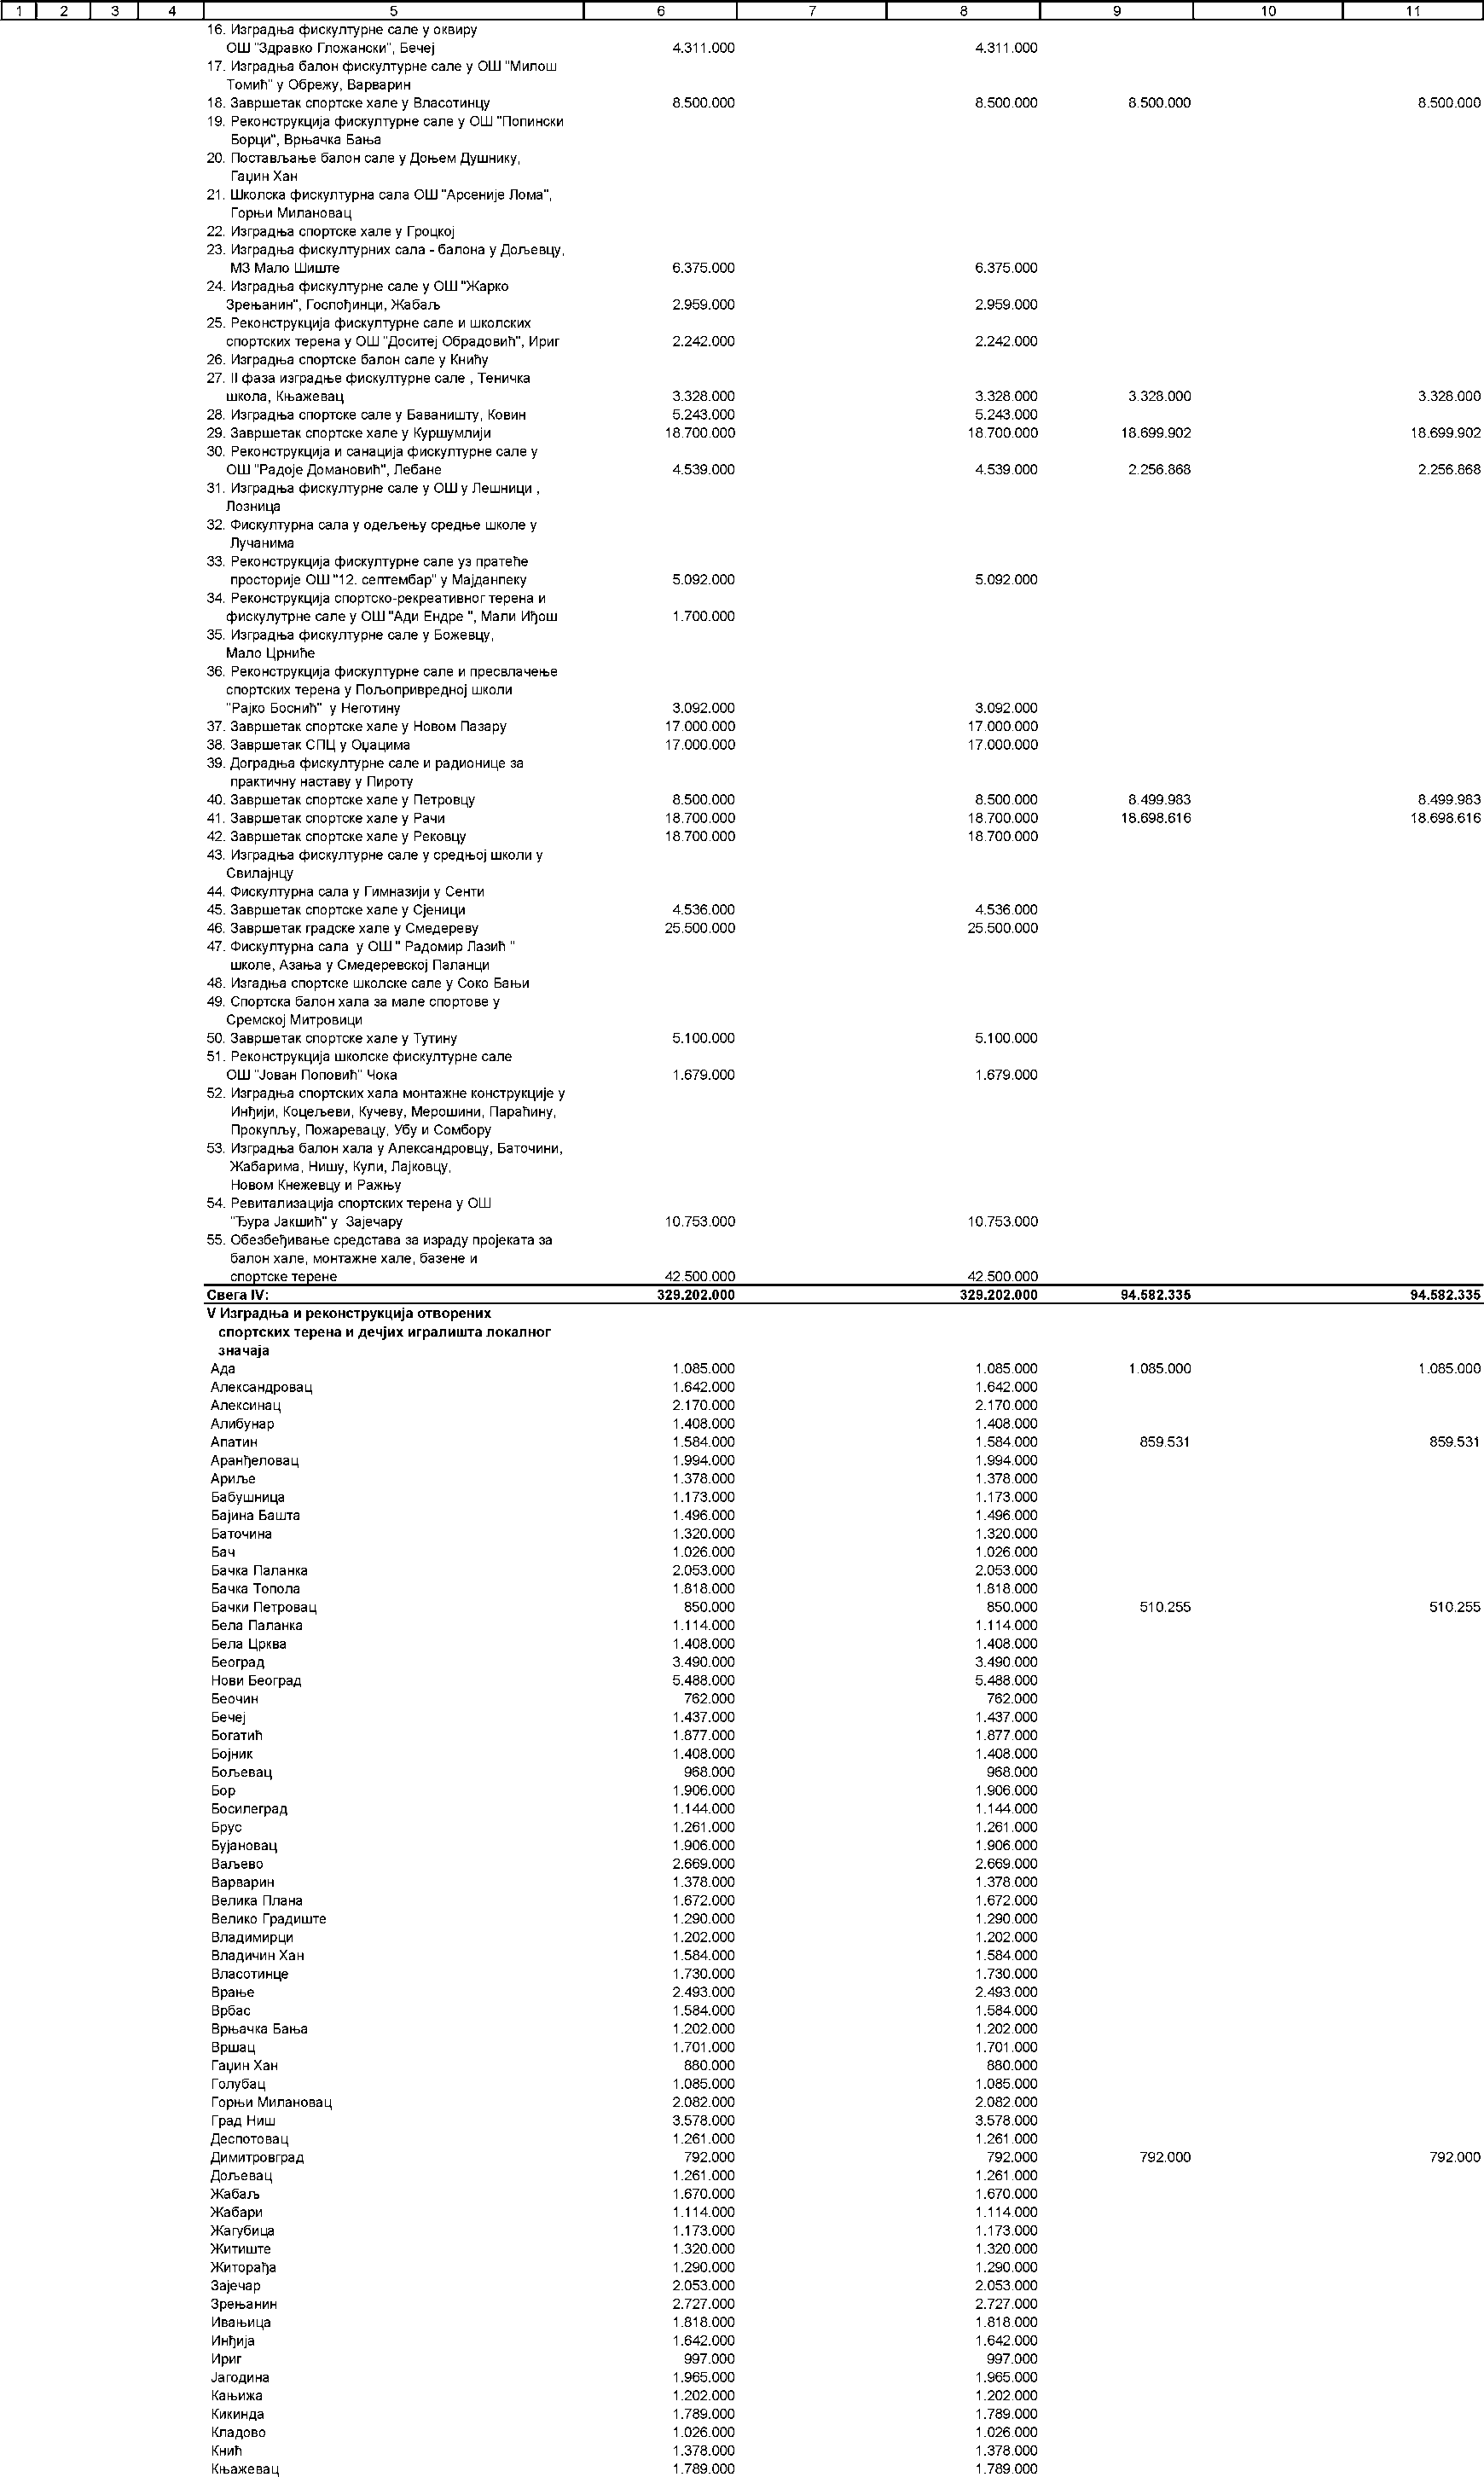 1 2 3 4 5 6 7 8 9 10 11
16. Изградња фискултурне сале у оквиру
ОШ "Здравко Гложански", Бечеј 4.311.000 4.311.000
17. Изградња балон фискултурне сале у ОШ "Милош
Томић" у Обрежу, Варварин
18. Завршетак спортске хале у Власотинцу 8.500.000 8.500.000 8.500.000 8.500.000
19. Реконструкција фискултурне сале у ОШ "Попински
Борци", Врњачка Бања
20. Постављање балон сале у Доњем Душнику,
Гаџин Хан
21. Школска фискултурна сала ОШ "Арсеније Лома",
Горњи Милановац
22. Изградња спортске хале у Гроцкој
23. Изградња фискултурних сала - балона у Дољевцу,
МЗ Мало Шиште 6.375.000 6.375.000
24. Изградња фискултурне сале у ОШ "Жарко
Зрењанин", Госпођинци, Жабаљ 2.959.000 2.959.000
25. Реконструкција фискултурне сале и школских
спортских терена у ОШ "Доситеј Обрадовић", Ириг 2.242.000 2.242.000
26. Изградња спортске балон сале у Книћу
27. II фаза изградње фискултурне сале , Теничка
школа, Књажевац 3.328.000 3.328.000 3.328.000 3.328.000
28. Изградња спортске сале у Баваништу, Ковин 5.243.000 5.243.000
29. Завршетак спортске хале у Куршумлији 18.700.000 18.700.000 18.699.902 18.699.902
30. Реконструкција и санација фискултурне сале у
ОШ "Радоје Домановић", Лебане 4.539.000 4.539.000 2.256.868 2.256.868
31. Изградња фискултурне сале у ОШ у Лешници ,
Лозница
32. Фискултурна сала у одељењу средње школе у
Лучанима
33. Реконструкција фискултурне сале уз пратеће
просторије ОШ "12. септембар" у Мајданпеку 5.092.000 5.092.000
34. Реконструкција спортско-рекреативног терена и
фискулутрне сале у ОШ "Ади Ендре ", Мали Иђош 1.700.000
35. Изградња фискултурне сале у Божевцу,
Мало Црниће
36. Реконструкција фискултурне сале и пресвлачење
спортских терена у Пољопривредној школи
"Рајко Боснић" у Неготину 3.092.000 3.092.000
37. Завршетак спортске хале у Новом Пазару 17.000.000 17.000.000
38. Завршетак СПЦ у Оџацима 17.000.000 17.000.000
39. Доградња фискултурне сале и радионице за
практичну наставу у Пироту
40. Завршетак спортске хале у Петровцу 8.500.000 8.500.000 8.499.983 8.499.983
41. Завршетак спортске хале у Рачи 18.700.000 18.700.000 18.698.616 18.698.616
42. Завршетак спортске хале у Рековцу 18.700.000 18.700.000
43. Изградња фискултурне сале у средњој школи у
Свилајнцу
44. Фискултурна сала у Гимназији у Сенти
45. Завршетак спортске хале у Сјеници 4.536.000 4.536.000
46. Завршетак градске хале у Смедереву 25.500.000 25.500.000
47. Фискултурна сала у ОШ " Радомир Лазић "
школе, Азања у Смедеревској Паланци
48. Изгадња спортске школске сале у Соко Бањи
49. Спортска балон хала за мале спортове у
Сремској Митровици
50. Завршетак спортске хале у Тутину 5.100.000 5.100.000
51. Реконструкција школске фискултурне сале
ОШ "Јован Поповић" Чока 1.679.000 1.679.000
52. Изградња спортских хала монтажне конструкције у
Инђији, Коцељеви, Кучеву, Мерошини, Параћину,
Прокупљу, Пожаревацу, Убу и Сомбору
53. Изградња балон хала у Александровцу, Баточини,
Жабарима, Нишу, Кули, Лајковцу,
Новом Кнежевцу и Ражњу
54. Ревитализација спортских терена у ОШ
"Ђура Јакшић" у Зајечару 10.753.000 10.753.000
55. Обезбеђивање средстава за израду пројеката за
балон хале, монтажне хале, базене и
спортске терене 42.500.000 42.500.000
Свега IV: 329.202.000 329.202.000 94.582.335 94.582.335
V Изградња и реконструкција отворених
спортских терена и дечјих игралишта локалног
значаја
Ада 1.085.000 1.085.000 1.085.000 1.085.000
Александровац 1.642.000 1.642.000
Алексинац 2.170.000 2.170.000
Алибунар 1.408.000 1.408.000
Апатин 1.584.000 1.584.000 859.531 859.531
Аранђеловац 1.994.000 1.994.000
Ариље 1.378.000 1.378.000
Бабушница 1.173.000 1.173.000
Бајина Башта 1.496.000 1.496.000
Баточина 1.320.000 1.320.000
Бач 1.026.000 1.026.000
Бачка Паланка 2.053.000 2.053.000
Бачка Топола 1.818.000 1.818.000
Бачки Петровац 850.000 850.000 510.255 510.255
Бела Паланка 1.114.000 1.114.000
Бела Црква 1.408.000 1.408.000
Београд 3.490.000 3.490.000
Нови Београд 5.488.000 5.488.000
Беочин 762.000 762.000
Бечеј 1.437.000 1.437.000
Богатић 1.877.000 1.877.000
Бојник 1.408.000 1.408.000
Бољевац 968.000 968.000
Бор 1.906.000 1.906.000
Босилеград 1.144.000 1.144.000
Брус 1.261.000 1.261.000
Бујановац 1.906.000 1.906.000
Ваљево 2.669.000 2.669.000
Варварин 1.378.000 1.378.000
Велика Плана 1.672.000 1.672.000
Велико Градиште 1.290.000 1.290.000
Владимирци 1.202.000 1.202.000
Владичин Хан 1.584.000 1.584.000
Власотинце 1.730.000 1.730.000
Врање 2.493.000 2.493.000
Врбас 1.584.000 1.584.000
Врњачка Бања 1.202.000 1.202.000
Вршац 1.701.000 1.701.000
Гаџин Хан 880.000 880.000
Голубац 1.085.000 1.085.000
Горњи Милановац 2.082.000 2.082.000
Град Ниш 3.578.000 3.578.000
Деспотовац 1.261.000 1.261.000
Димитровград 792.000 792.000 792.000 792.000
Дољевац 1.261.000 1.261.000
Жабаљ 1.670.000 1.670.000
Жабари 1.114.000 1.114.000
Жагубица 1.173.000 1.173.000
Житиште 1.320.000 1.320.000
Житорађа 1.290.000 1.290.000
Зајечар 2.053.000 2.053.000
Зрењанин 2.727.000 2.727.000
Ивањица 1.818.000 1.818.000
Инђија 1.642.000 1.642.000
Ириг 997.000 997.000
Јагодина 1.965.000 1.965.000
Кањижа 1.202.000 1.202.000
Кикинда 1.789.000 1.789.000
Кладово 1.026.000 1.026.000
Кнић 1.378.000 1.378.000
Књажевац 1.789.000 1.789.000